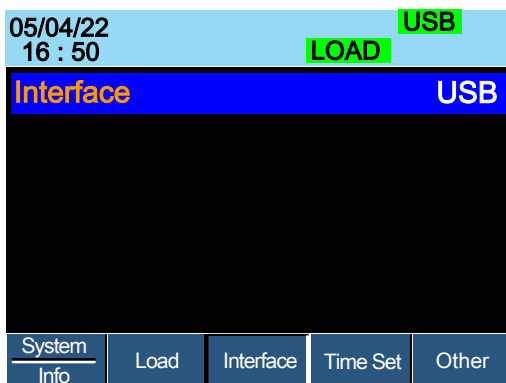 05/04/22
USB
16 : 50
LOAD
Interface USB
System
Info
Load
Interface
Time Set
Other